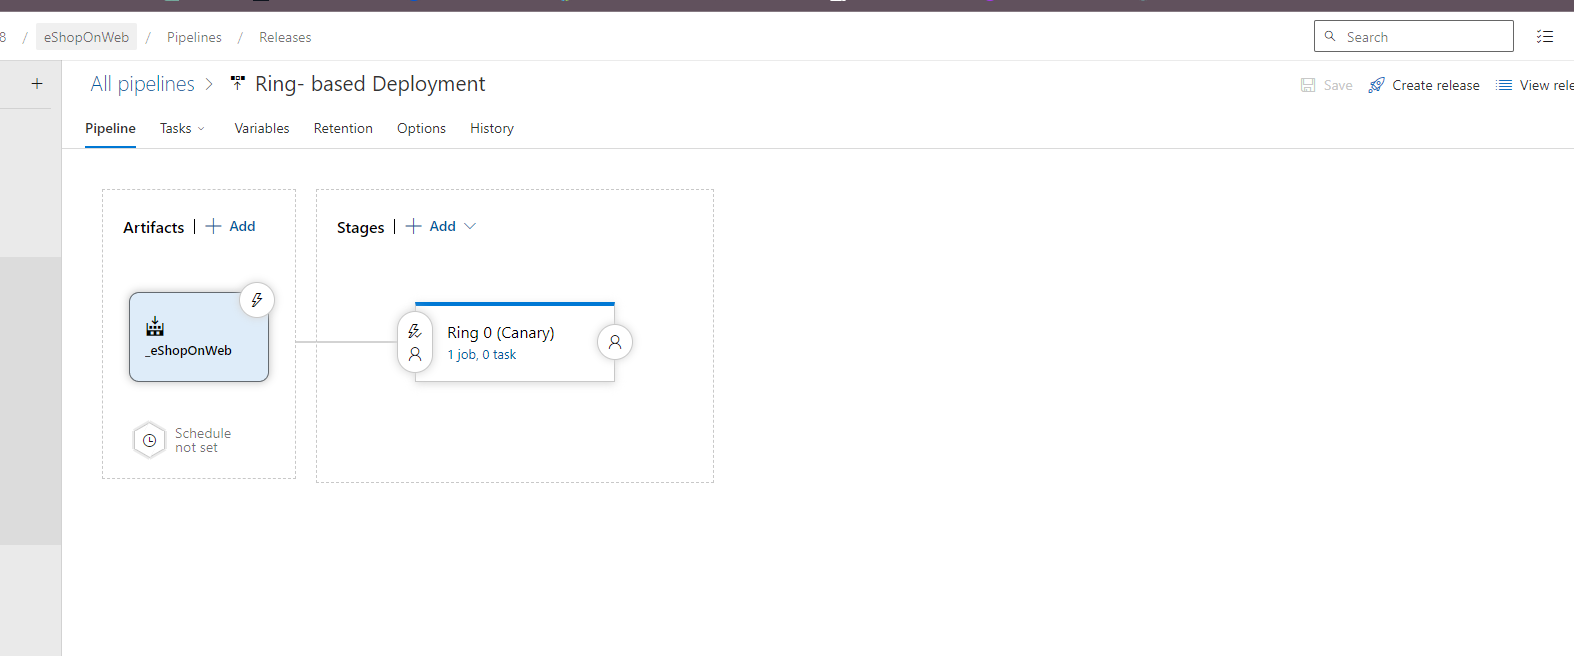 8 / eShopOnWeb / Pipelines / Releases
Search
All pipelines > Ring- based Deployment
Save Create release View rele
Pipeline Tasks Variables Retention Options History
Artifacts | + Add
Stages | + Add
_eShopOnWeb
Ring 0 (Canary)
1 job, 0 task
Schedule
not set